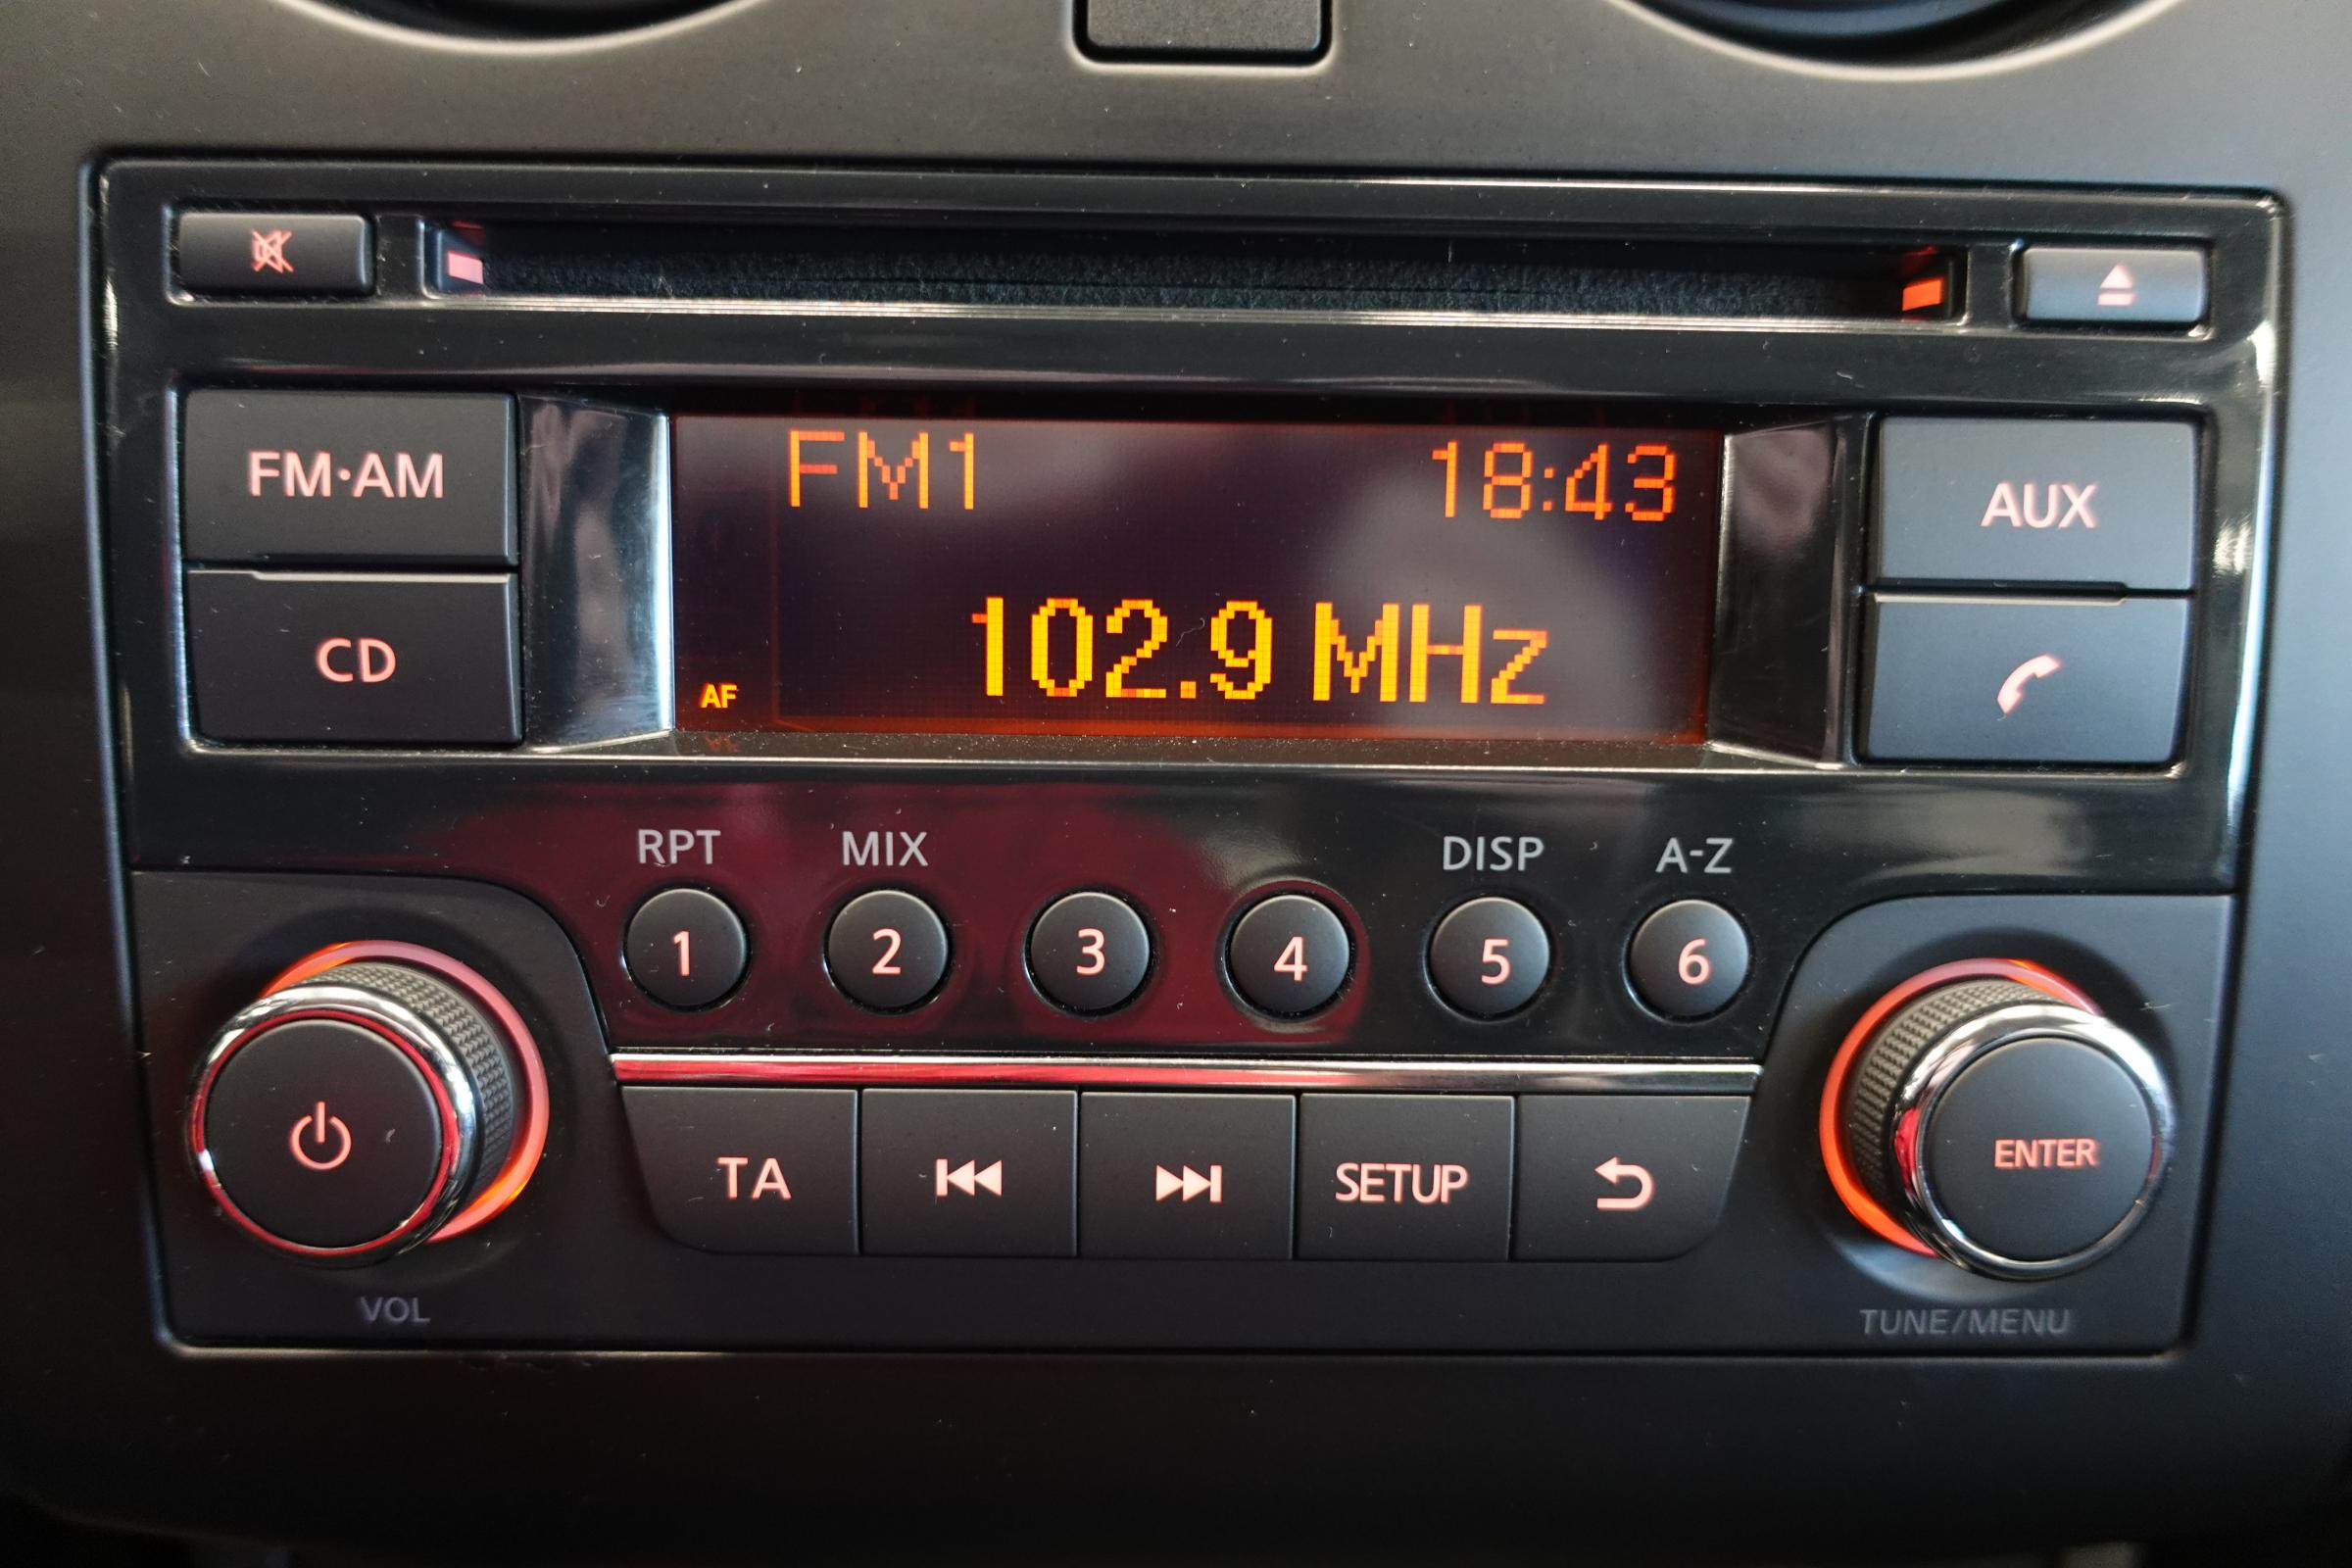 FM·AM
CD
FM1 18:43
102.9 MHz
AF
AUX
RPT MIX DISP A-Z
1 2 3 4 5 6
TA SETUP
ENTER
VOL
TUNE/MENU